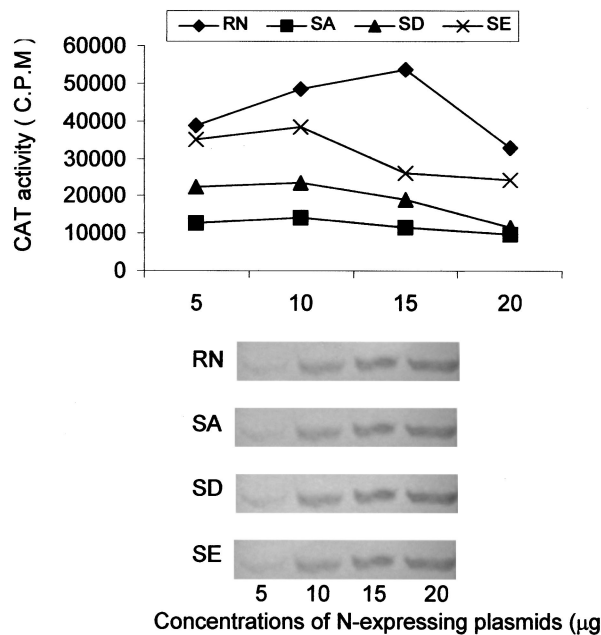 RN SA SD SE
CAT activity ( C.P.M )
60000
50000
40000
30000
20000
10000
0
5 10 15 20
RN
SA
SD
SE
5 10 15 20
Concentrations of N-expressing plasmids (μg